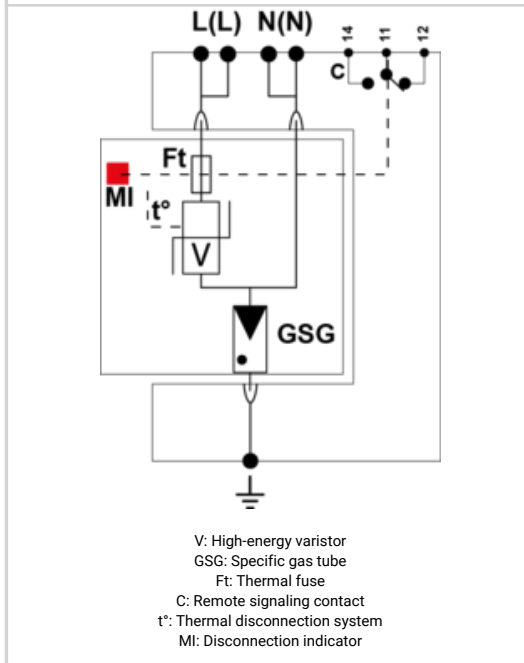 L(L) N(N) 14 11 12
C
Ft
MI
t°
V
GSG
V: High-energy varistor
GSG: Specific gas tube
Ft: Thermal fuse
C: Remote signaling contact
t°: Thermal disconnection system
MI: Disconnection indicator